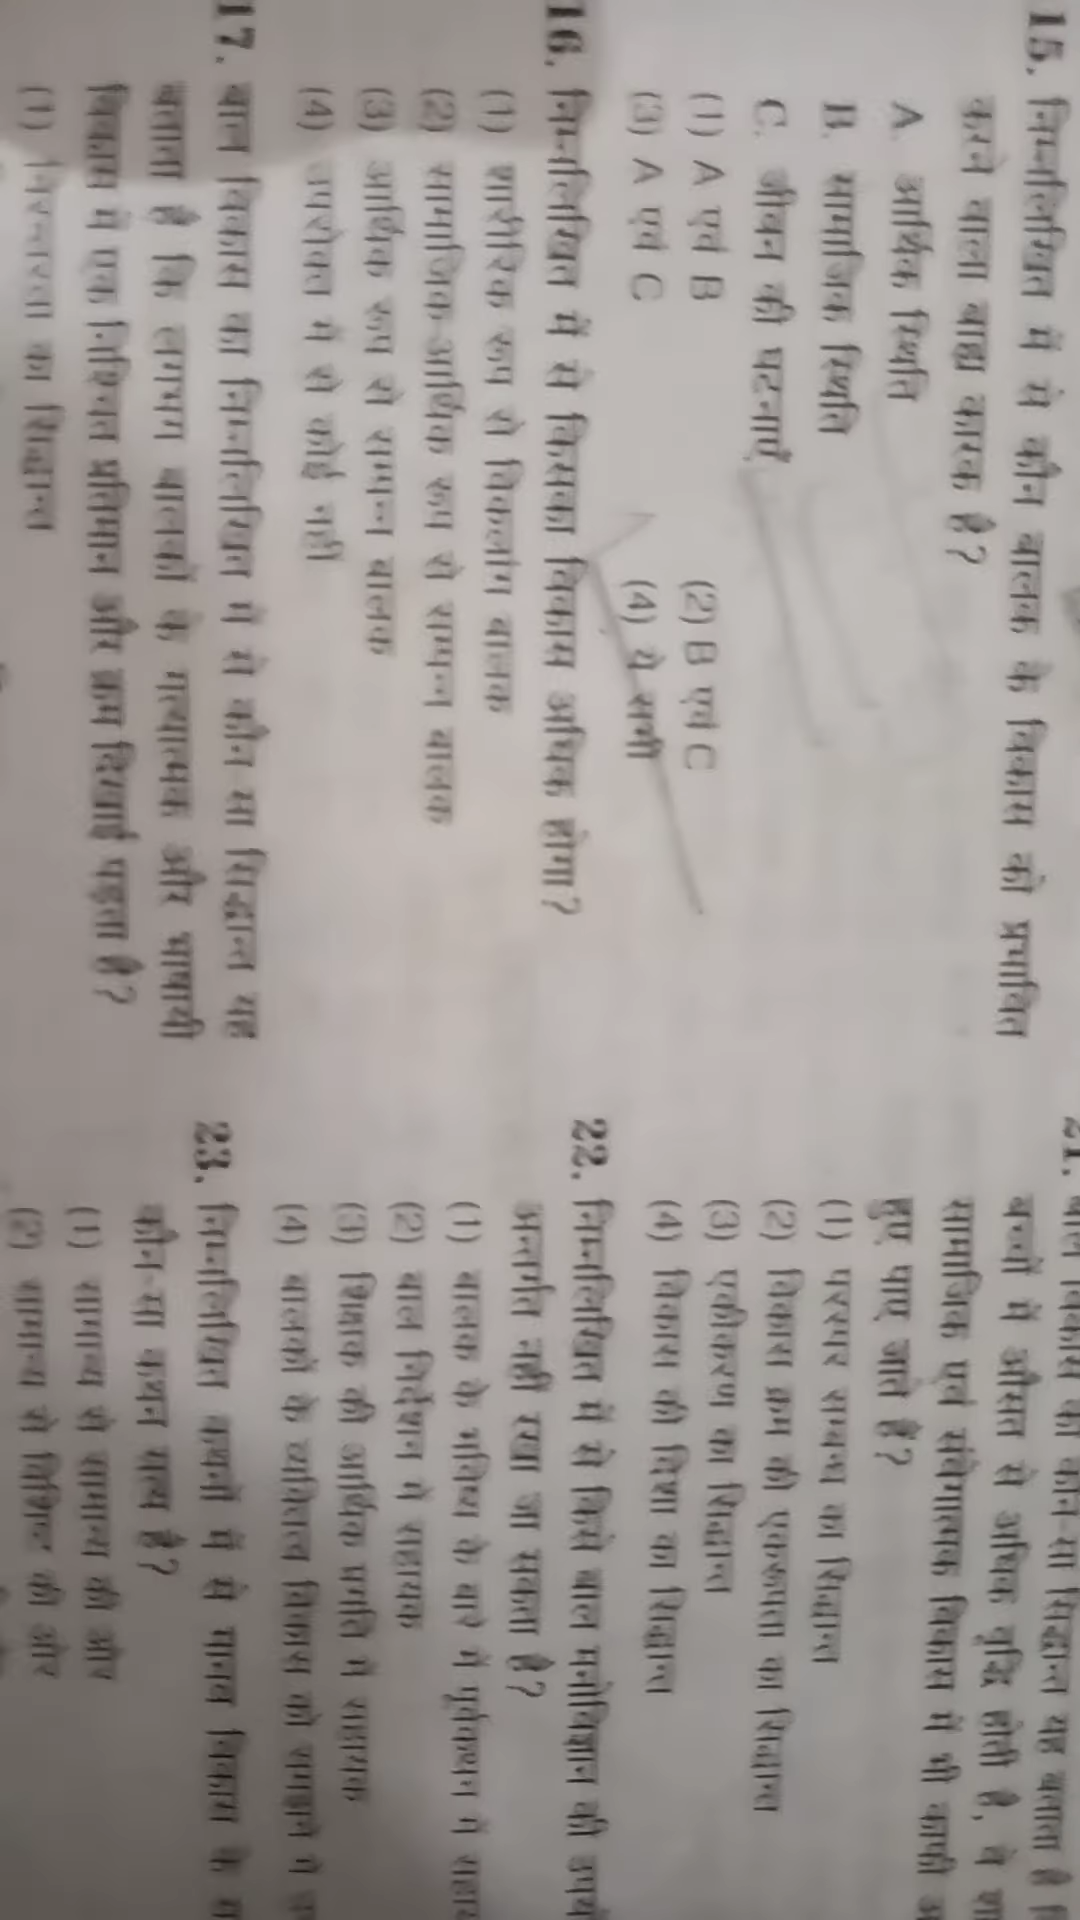 15. निम्नलिखित में से कौन बालक के विकास को प्रभावित
करने वाला बाह्य कारक है?
A. आर्थिक स्थिति
B. सामाजिक स्थिति
C. जीवन की घटनाएँ
(1) A एवं B (2) B एवं C
(3) A एवं C (4) ये सभी
16. निम्नलिखित में से किसका विकास अधिक होगा?
(1) शारीरिक रूप से विकलांग बालक
(2) सामाजिक-आर्थिक रूप से सम्पन्न बालक
(3) आर्थिक रूप से सम्पन्न बालक
(4) उपरोक्त में से कोई नहीं
17. बाल विकास का निम्नलिखित में से कौन-सा सिद्धान्त यह
बताता है कि लगभग बालकों के गत्यात्मक और भाषायी
विकास में एक निश्चित प्रतिमान और क्रम दिखाई पड़ता है?
(1) निरन्तरता का सिद्धान्त
21. बाल विकास का कौन-सा सिद्धान्त यह बताता है
बच्चों में औसत से अधिक वृद्धि होती है, वे
सामाजिक एवं संवेगात्मक विकास में भी काफी
हुए पाए जाते हैं?
(1) परस्पर सम्बन्ध का सिद्धान्त
(2) विकास क्रम की एकरूपता का सिद्धान्त
(3) एकीकरण का सिद्धान्त
(4) विकास की दिशा का सिद्धान्त
22. निम्नलिखित में से किसे बाल मनोविज्ञान की
अन्तर्गत नहीं रखा जा सकता है?
(1) बालक के भविष्य के बारे में पूर्वकथन में
(2) बाल निर्देशन में सहायक
(3) शिक्षक की आर्थिक प्रगति में सहायक
(4) बालकों के व्यक्तित्व विकास को समझने में
23. निम्नलिखित कथनों में से मानव विकास के
कौन-सा कथन सत्य है?
(1) सामान्य से सामान्य की ओर
(2) सामान्य से विशिष्ट की ओर